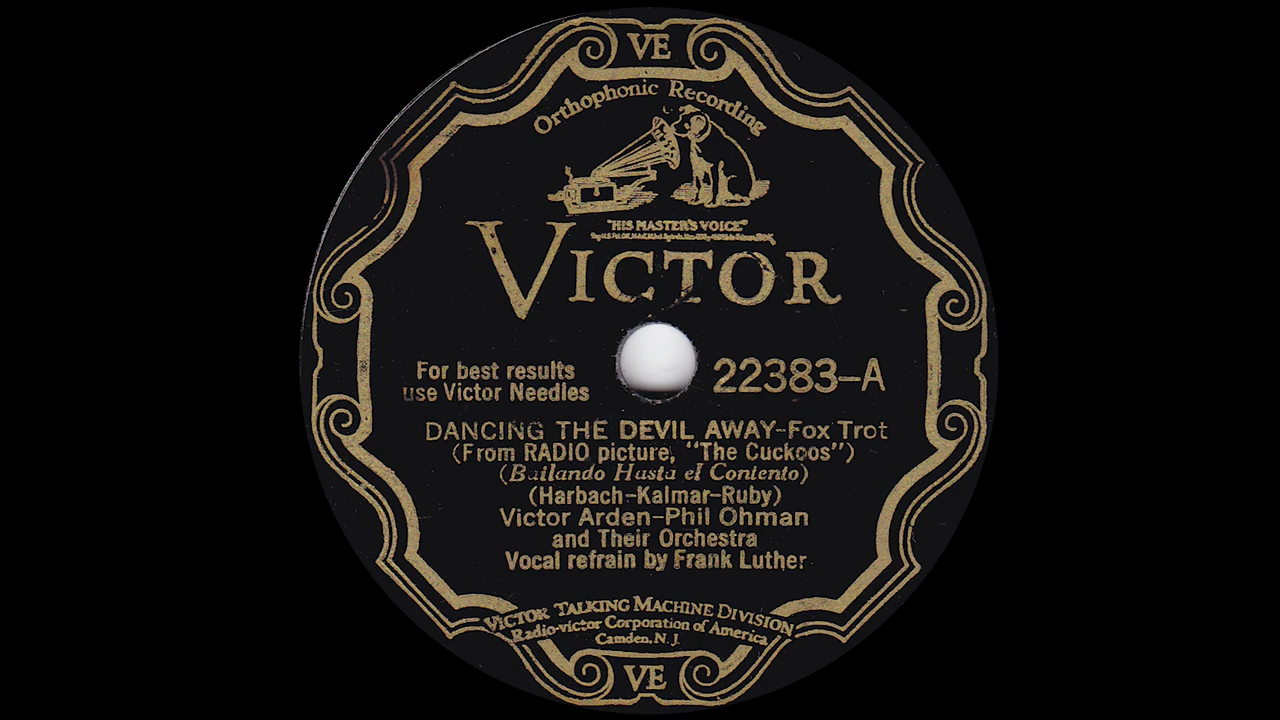 VE
Orthophonic Recording
"HIS MASTER'S VOICE"
VICTOR
For best results
use Victor Needles
22383-A
DANCING THE DEVIL AWAY-Fox Trot
(From RADIO picture, "The Cuckoos")
(Bailando Hasta el Contento)
(Harbach-Kalmar-Ruby)
Victor Arden-Phil Ohman
and Their Orchestra
Vocal refrain by Frank Luther
VICTOR TALKING MACHINE DIVISION
Radio-victor Corporation of America
Camden, N. J.
VE